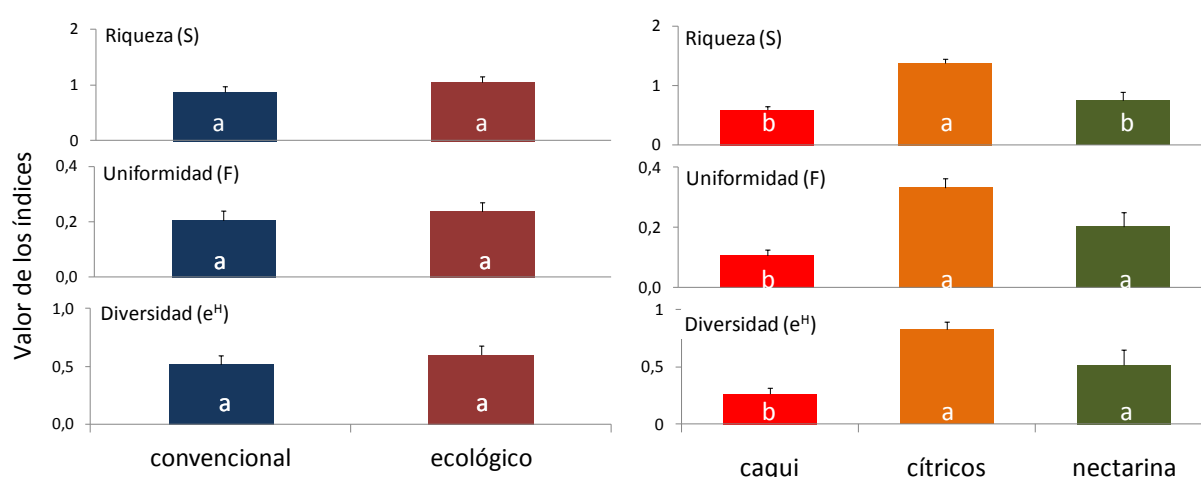 Valor de los índices
Riqueza (S)
2
1
0
a a
Uniformidad (F)
0,4
0,2
0,0
a a
Diversidad (eᴴ)
1,0
0,5
0,0
a a
convencional ecológico
Riqueza (S)
2
1
0
b a b
Uniformidad (F)
0,4
0,2
0,0
b a a
Diversidad (eᴴ)
1
0,5
0
b a a
caqui cítricos nectarina